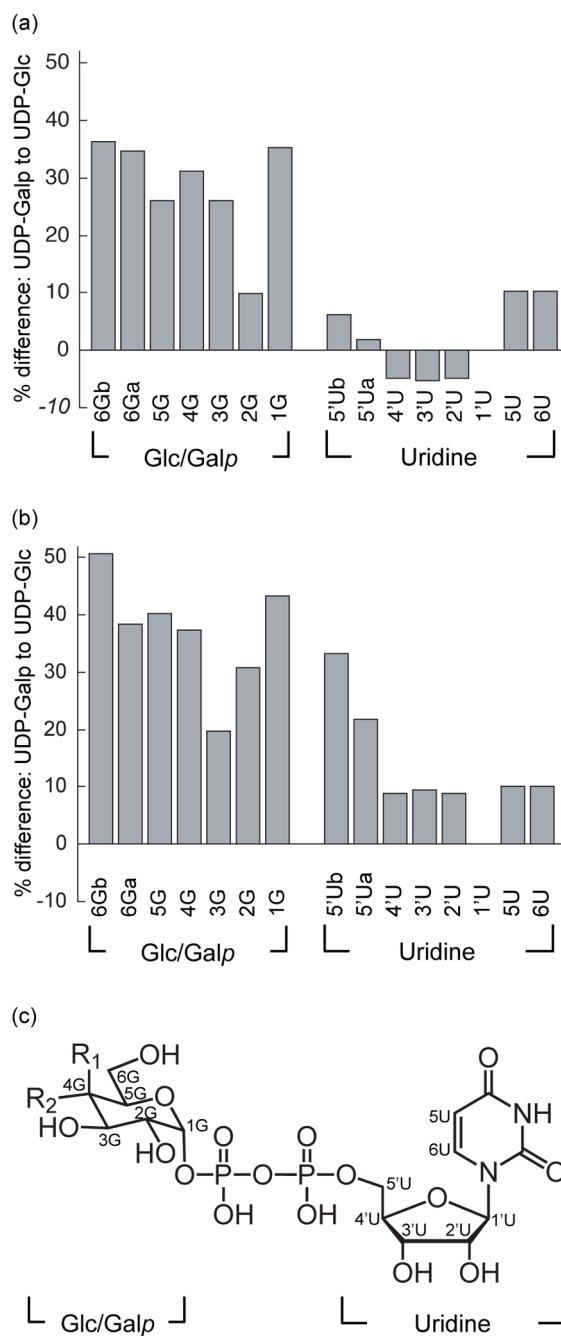 (a)
% difference: UDP-Galp to UDP-Glc
50
40
30
20
10
0
-10
6Gb 6Ga 5G 4G 3G 2G 1G 5'Ub 5'Ua 4'U 3'U 2'U 1'U 5U 6U
Glc/Galp Uridine
(b)
% difference: UDP-Galp to UDP-Glc
50
40
30
20
10
0
-10
6Gb 6Ga 5G 4G 3G 2G 1G 5'Ub 5'Ua 4'U 3'U 2'U 1'U 5U 6U
Glc/Galp Uridine
(c)
R1 OH O
R2 4G 6G 5G O 5U NH
HO 3G 2G HO 1G O O 6U N O
O P O P O 5'U O
OH OH 4'U 1'U
3'U 2'U
OH OH
Glc/Galp Uridine